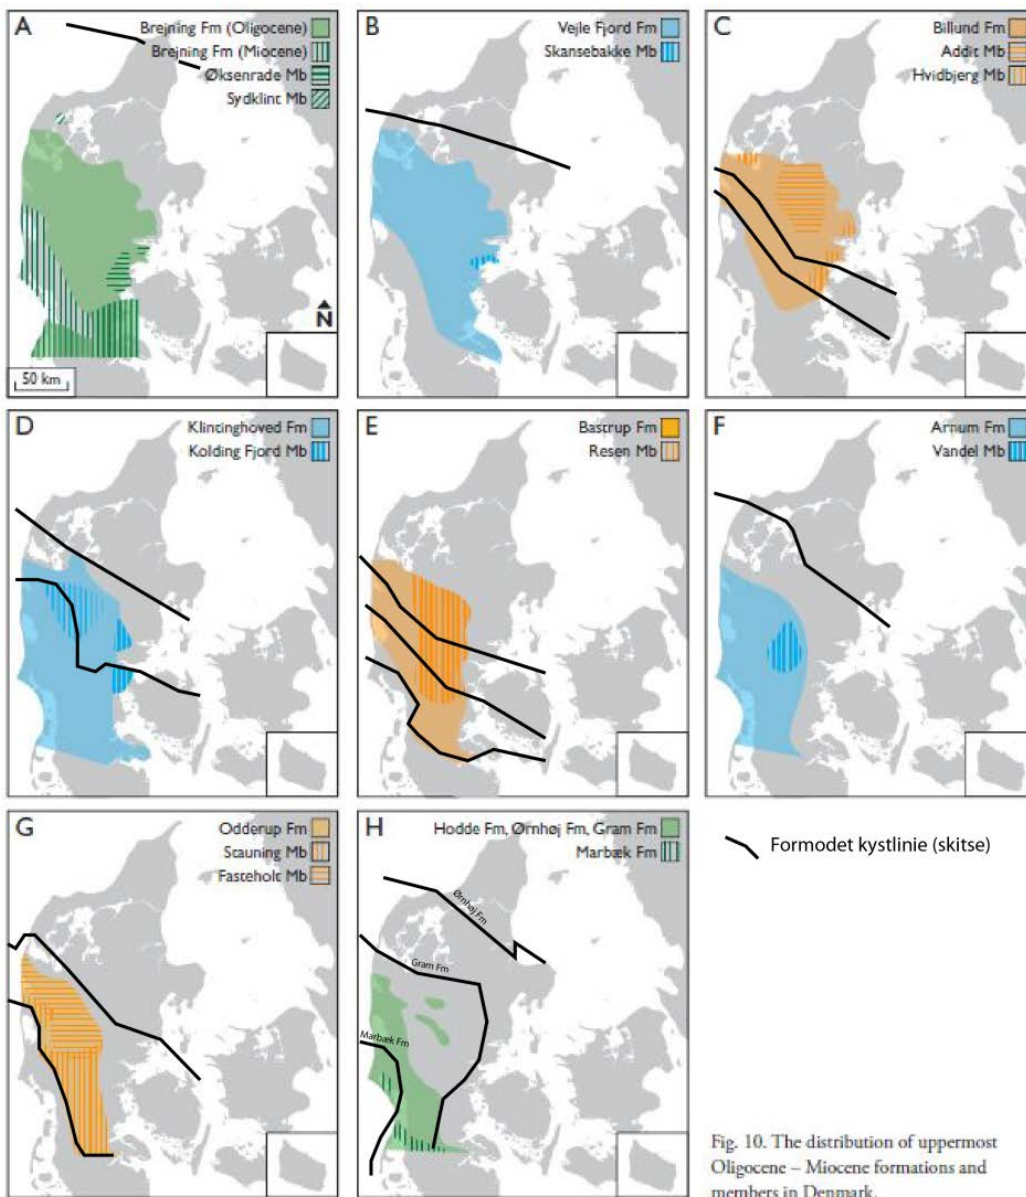 A
Brejning Fm (Oligocene)
Brejning Fm (Miocene)
Øksenrade Mb
Sydklint Mb
N
50 km
B
Vejle Fjord Fm
Skansebakke Mb
C
Billund Fm
Addit Mb
Hvidbjerg Mb
D
Klintinghoved Fm
Kolding Fjord Mb
E
Bastrup Fm
Resen Mb
F
Arnum Fm
Vandel Mb
G
Odderup Fm
Stauning Mb
Fasterholt Mb
H
Hodde Fm, Ørnhøj Fm, Gram Fm
Marbæk Fm
Ørnhøj Fm
Gram Fm
Marbæk Fm
Formodet kystlinie (skitse)
Fig. 10. The distribution of uppermost
Oligocene – Miocene formations and
members in Denmark.